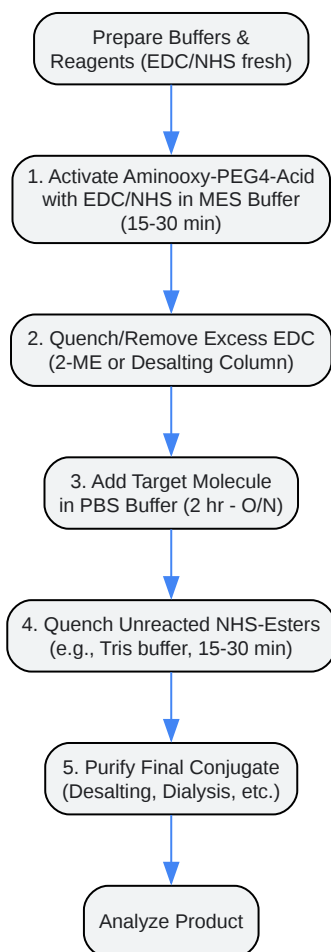 Prepare Buffers &
Reagents (EDC/NHS fresh)
1. Activate Aminooxy-PEG4-Acid
with EDC/NHS in MES Buffer
(15-30 min)
2. Quench/Remove Excess EDC
(2-ME or Desalting Column)
3. Add Target Molecule
in PBS Buffer (2 hr - O/N)
4. Quench Unreacted NHS-Esters
(e.g., Tris buffer, 15-30 min)
5. Purify Final Conjugate
(Desalting, Dialysis, etc.)
Analyze Product